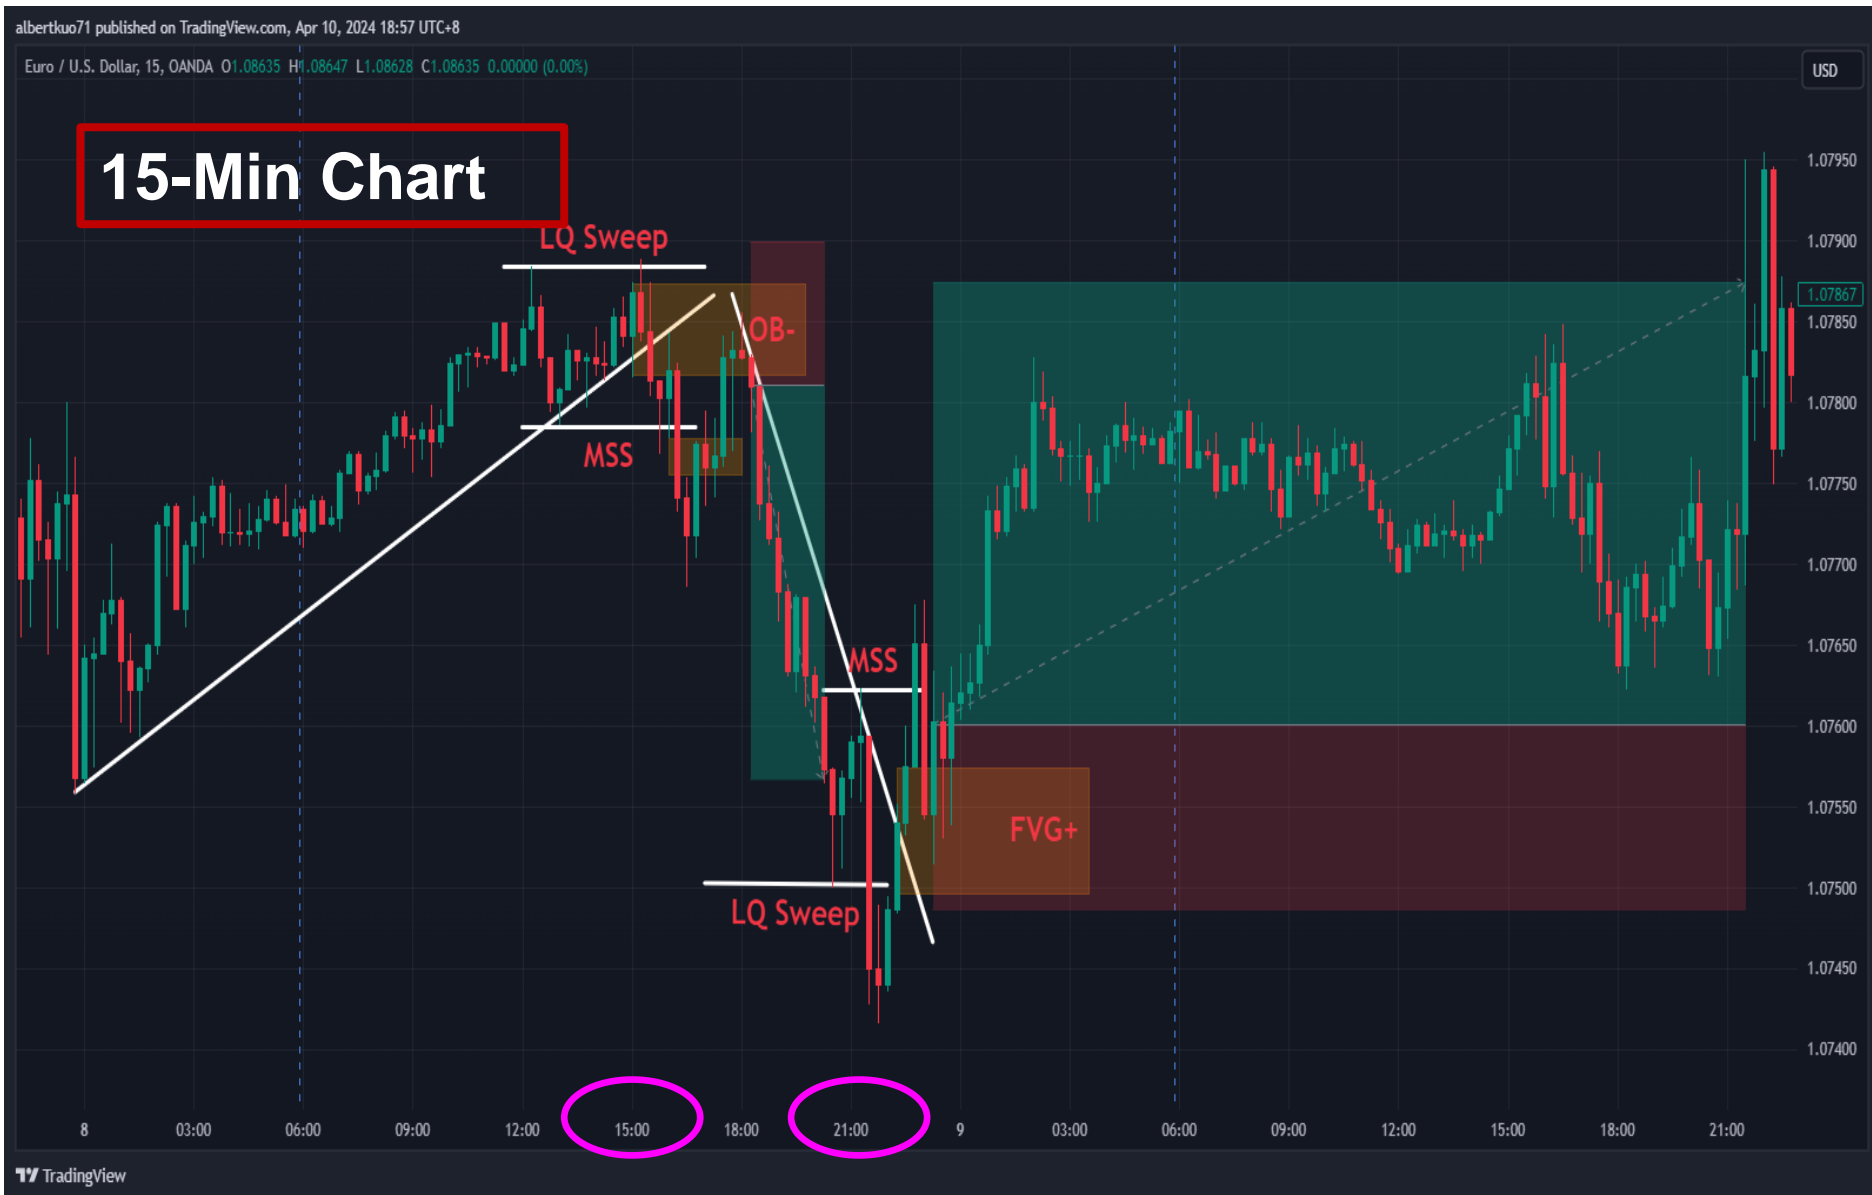 albertkuo71 published on TradingView.com, Apr 10, 2024 18:57 UTC+8
Euro / U.S. Dollar, 15, OANDA O1.08635 H1.08647 L1.08628 C1.08635 0.00000 (0.00%)
USD
15-Min Chart
1.07950
LQ Sweep
1.07900
1.07867
1.07850
OB-
1.07800
MSS
1.07750
1.07700
1.07650
MSS
1.07600
1.07550
FVG+
1.07500
LQ Sweep
1.07450
1.07400
8 03:00 06:00 09:00 12:00 15:00 18:00 21:00 9 03:00 06:00 09:00 12:00 15:00 18:00 21:00
TradingView